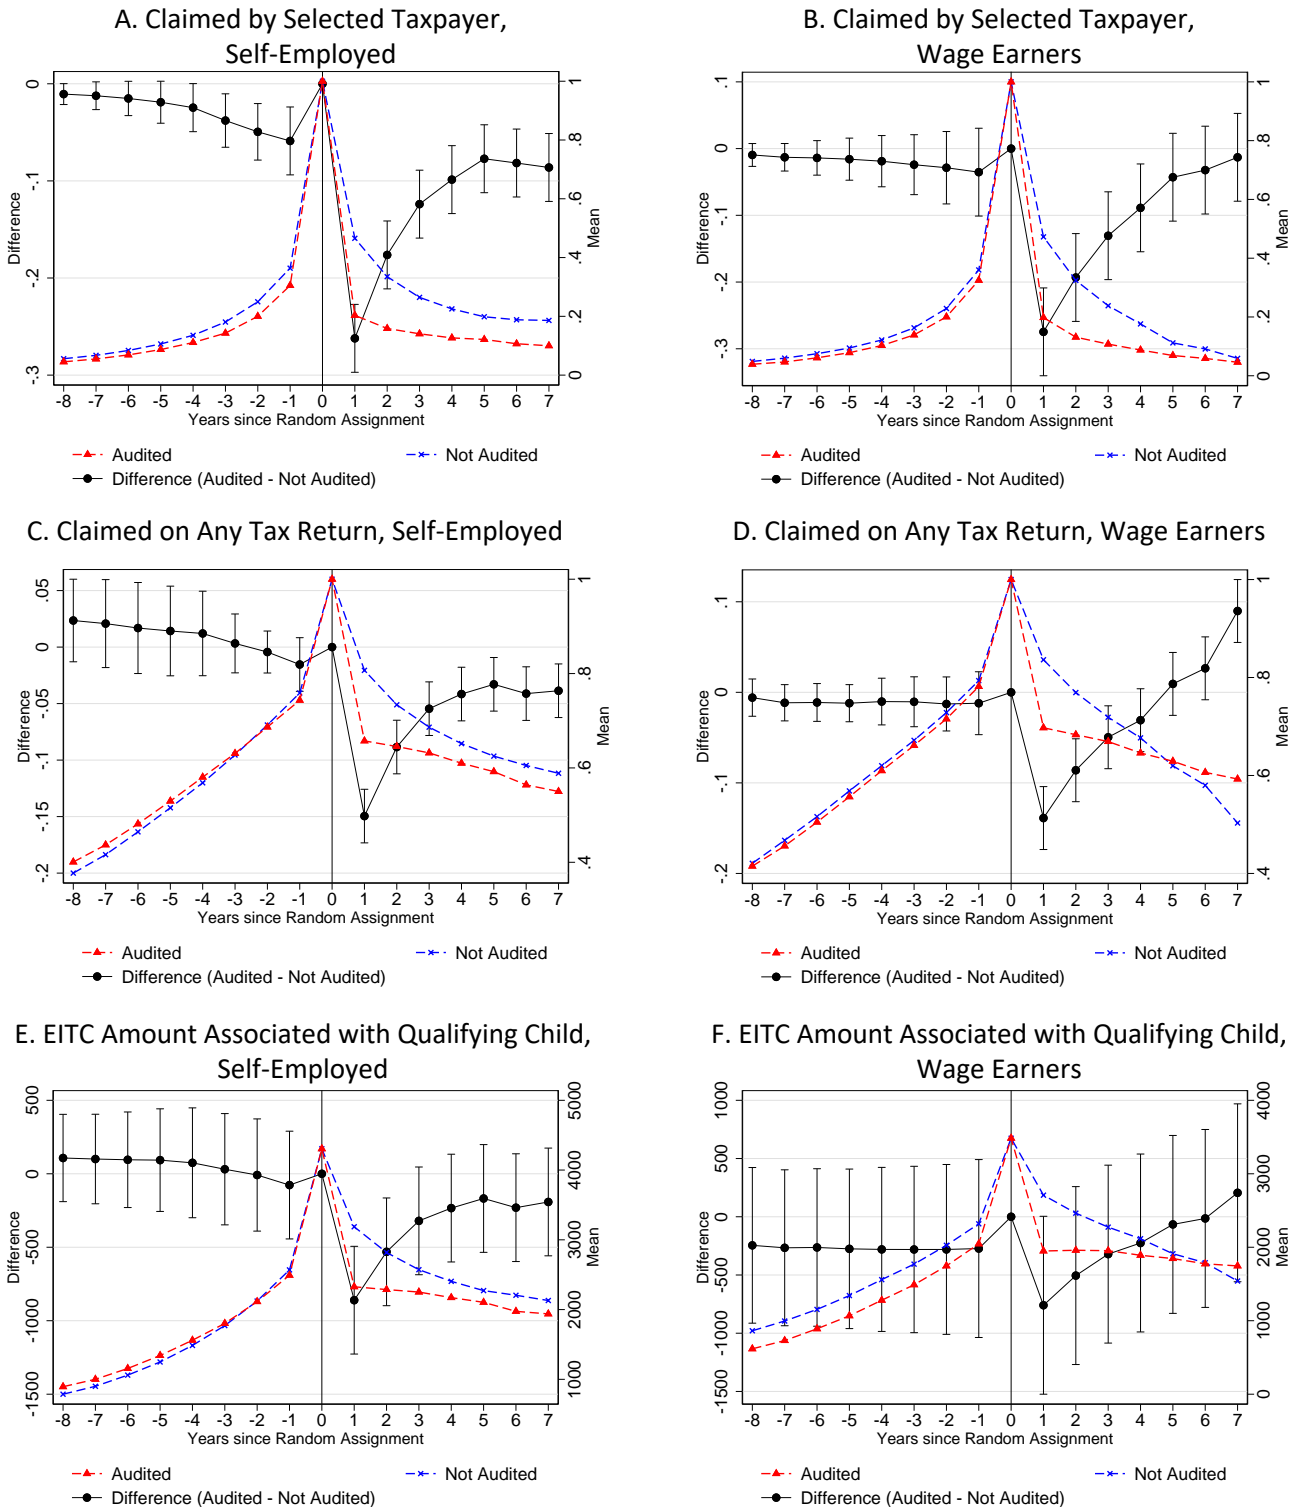 A. Claimed by Selected Taxpayer,
Self-Employed
0
-.1
-.2
-.3
Difference
1
.8
.6
.4
.2
0
Mean
-8 -7 -6 -5 -4 -3 -2 -1 0 1 2 3 4 5 6 7
Years since Random Assignment
Audited
Not Audited
Difference (Audited - Not Audited)
B. Claimed by Selected Taxpayer,
Wage Earners
.1
0
-.1
-.2
-.3
Difference
1
.8
.6
.4
.2
0
Mean
-8 -7 -6 -5 -4 -3 -2 -1 0 1 2 3 4 5 6 7
Years since Random Assignment
Audited
Not Audited
Difference (Audited - Not Audited)
C. Claimed on Any Tax Return, Self-Employed
.05
0
-.05
-.1
-.15
-.2
Difference
1
.8
.6
.4
Mean
-8 -7 -6 -5 -4 -3 -2 -1 0 1 2 3 4 5 6 7
Years since Random Assignment
Audited
Not Audited
Difference (Audited - Not Audited)
D. Claimed on Any Tax Return, Wage Earners
.1
0
-.1
-.2
Difference
1
.8
.6
.4
Mean
-8 -7 -6 -5 -4 -3 -2 -1 0 1 2 3 4 5 6 7
Years since Random Assignment
Audited
Not Audited
Difference (Audited - Not Audited)
E. EITC Amount Associated with Qualifying Child,
Self-Employed
500
0
-500
-1000
-1500
Difference
5000
4000
3000
2000
1000
Mean
-8 -7 -6 -5 -4 -3 -2 -1 0 1 2 3 4 5 6 7
Years since Random Assignment
Audited
Not Audited
Difference (Audited - Not Audited)
F. EITC Amount Associated with Qualifying Child,
Wage Earners
1000
500
0
-500
-1000
-1500
Difference
4000
3000
2000
1000
0
Mean
-8 -7 -6 -5 -4 -3 -2 -1 0 1 2 3 4 5 6 7
Years since Random Assignment
Audited
Not Audited
Difference (Audited - Not Audited)